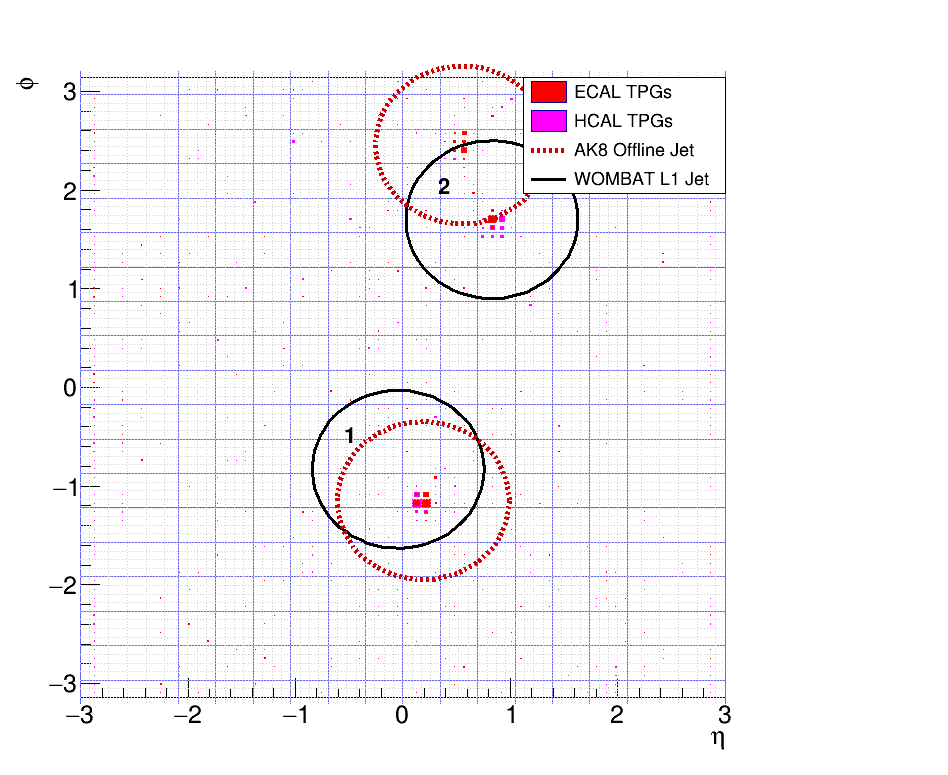 ϕ
3
2
1
0
−1
−2
−3
ECAL TPGs
HCAL TPGs
AK8 Offline Jet
WOMBAT L1 Jet
2
1
−3 −2 −1 0 1 2 3
η